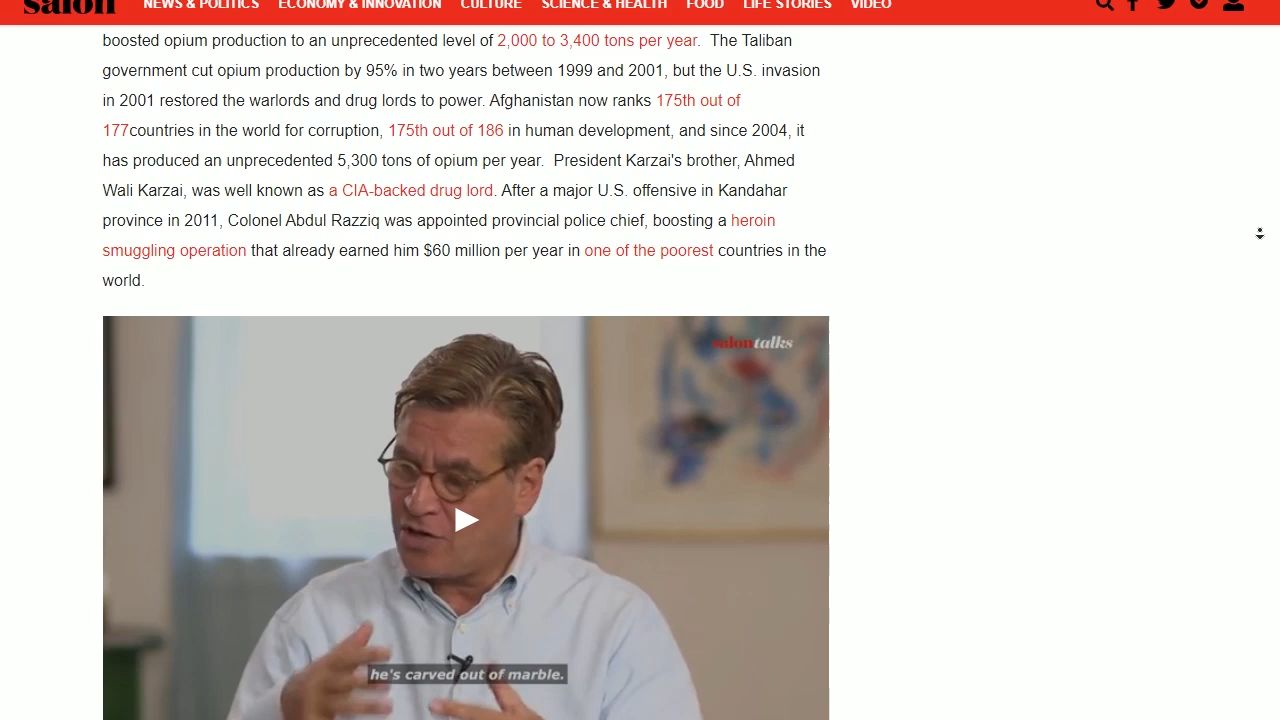 salon NEWS & POLITICS ECONOMY & INNOVATION CULTURE SCIENCE & HEALTH FOOD LIFE STORIES VIDEO
boosted opium production to an unprecedented level of 2,000 to 3,400 tons per year.  The Taliban
government cut opium production by 95% in two years between 1999 and 2001, but the U.S. invasion
in 2001 restored the warlords and drug lords to power. Afghanistan now ranks 175th out of
177countries in the world for corruption, 175th out of 186 in human development, and since 2004, it
has produced an unprecedented 5,300 tons of opium per year.  President Karzai's brother, Ahmed
Wali Karzai, was well known as a CIA-backed drug lord. After a major U.S. offensive in Kandahar
province in 2011, Colonel Abdul Razziq was appointed provincial police chief, boosting a heroin
smuggling operation that already earned him $60 million per year in one of the poorest countries in the
world.
salontalks
he's carved out of marble.